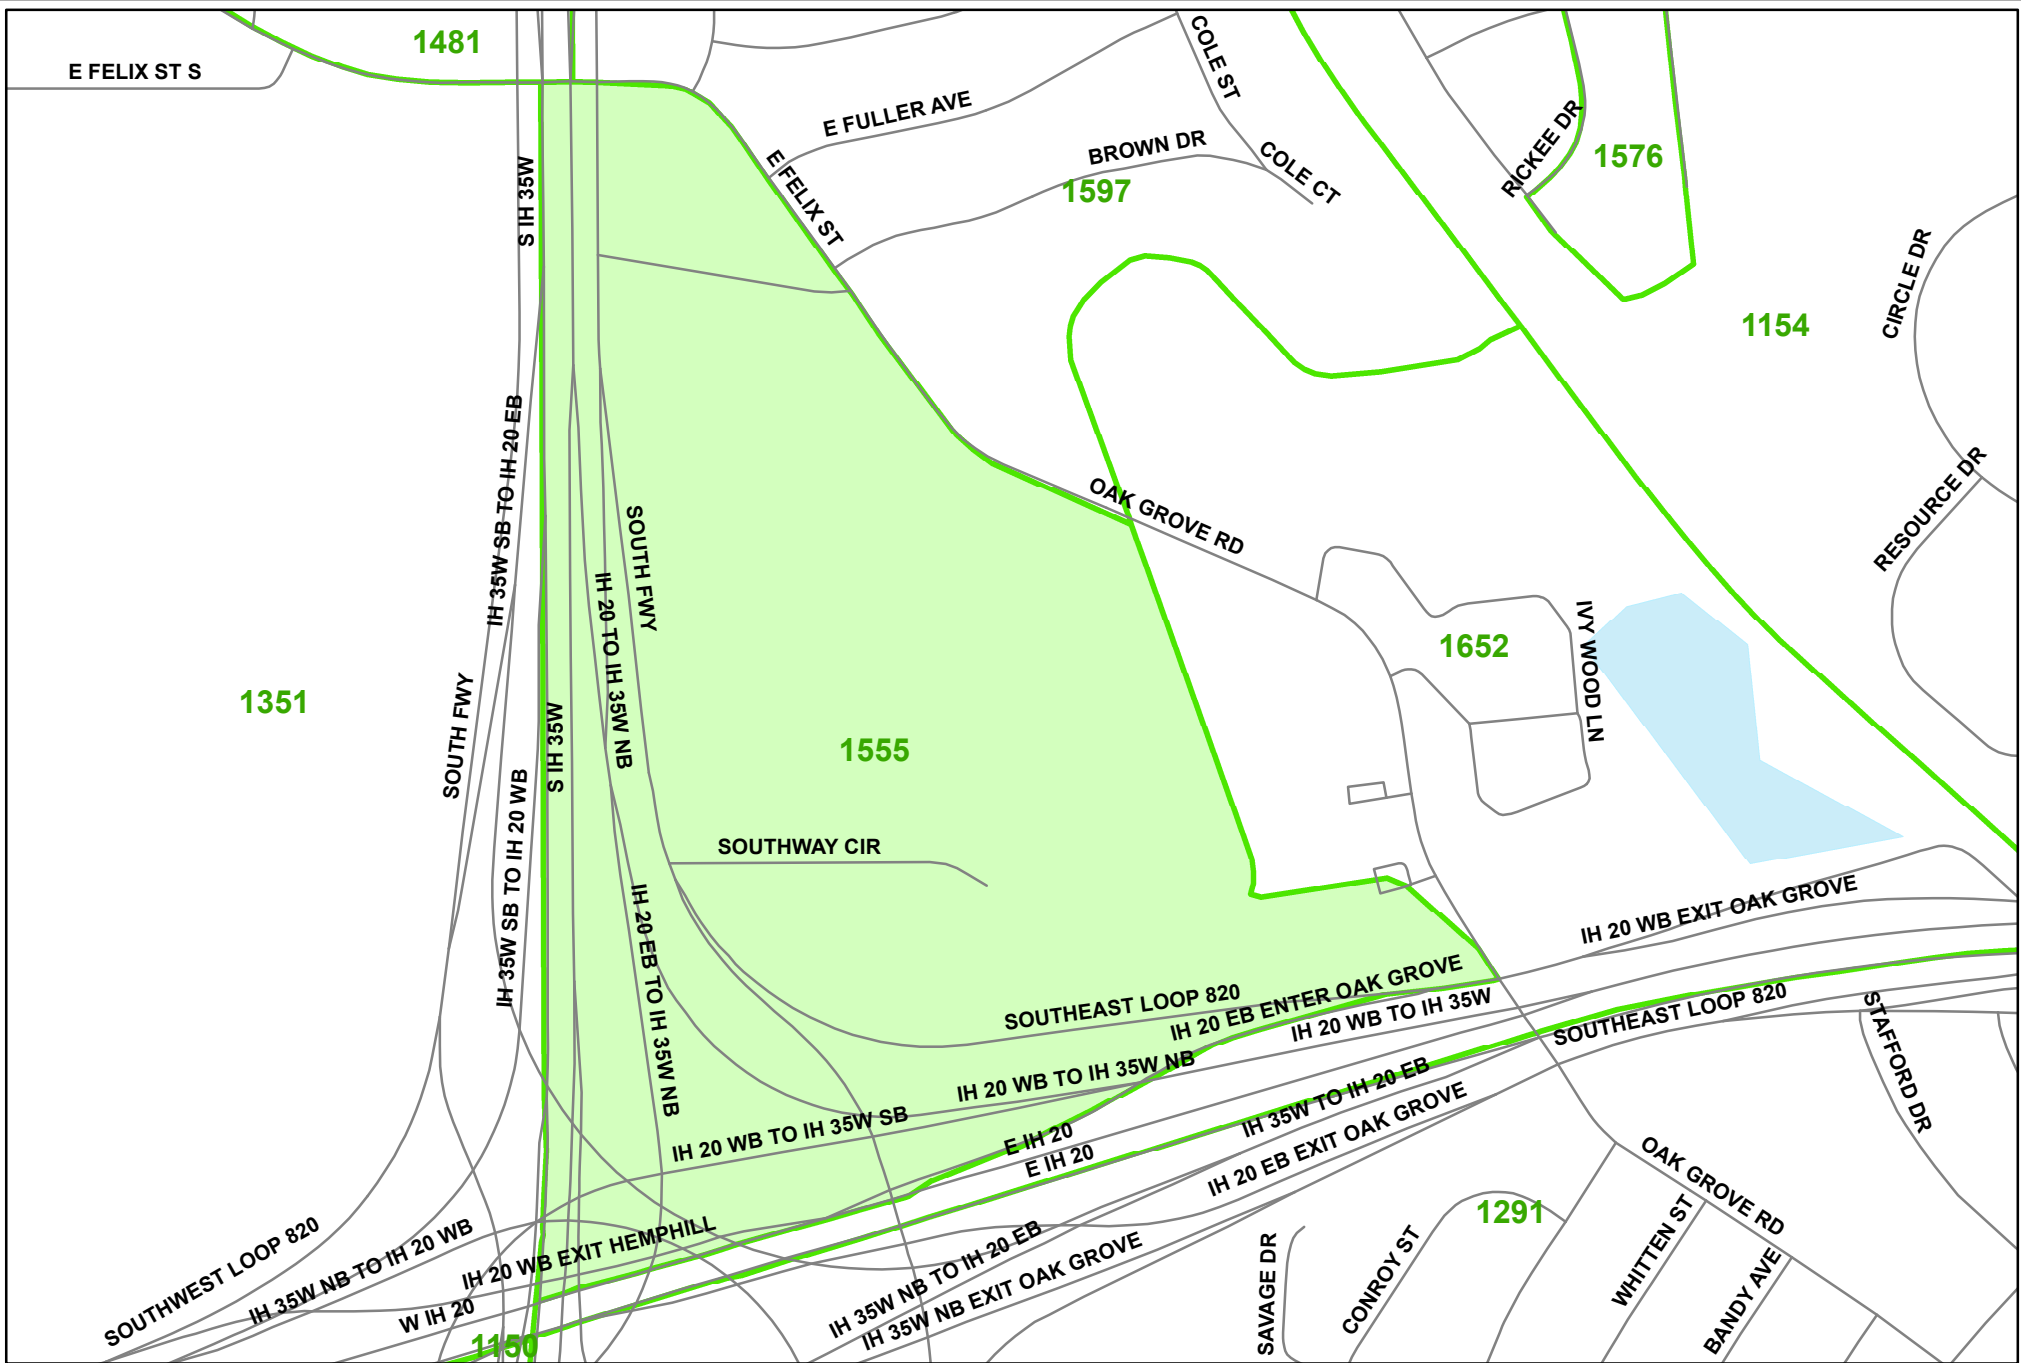 1481
E FELIX ST S
COLE ST
E FULLER AVE
RICKEE DR
BROWN DR
1576
S IH 35W
E FELIX ST
COLE CT
1597
CIRCLE DR
1154
IH 35W SB TO IH 20 EB
OAK GROVE RD
RESOURCE DR
SOUTH FWY
IH 20 TO IH 35W NB
IVY WOOD LN
1652
1351
SOUTH FWY
S IH 35W
1555
IH 35W SB TO IH 20 WB
SOUTHWAY CIR
IH 20 EB TO IH 35W NB
IH 20 WB EXIT OAK GROVE
SOUTHEAST LOOP 820
IH 20 EB ENTER OAK GROVE
IH 20 WB TO IH 35W
SOUTHEAST LOOP 820
STAFFORD DR
IH 20 WB TO IH 35W NB
IH 20 WB TO IH 35W SB
E IH 20
E IH 20
IH 35W TO IH 20 EB
IH 20 EB EXIT OAK GROVE
OAK GROVE RD
1291
SOUTHWEST LOOP 820
IH 35W NB TO IH 20 WB
IH 20 WB EXIT HEMPHILL
W IH 20
IH 35W NB TO IH 20 EB
IH 35W NB EXIT OAK GROVE
SAVAGE DR
CONROY ST
WHITTEN ST
BANDY AVE
1150